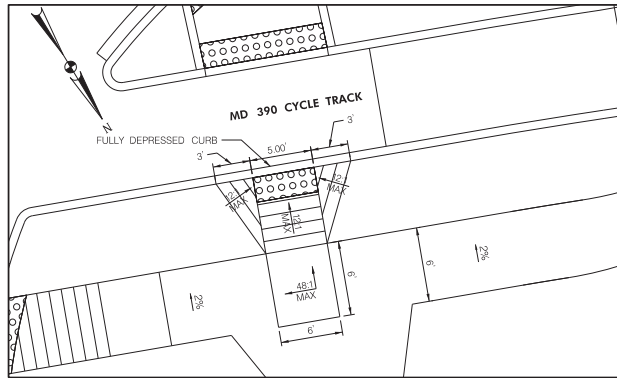 N
MD 390 CYCLE TRACK
FULLY DEPRESSED CURB
3'
5.00'
3'
12:1
MAX
12:1
MAX
12:1
MAX
48:1
MAX
6'
6'
6'
2%
2%